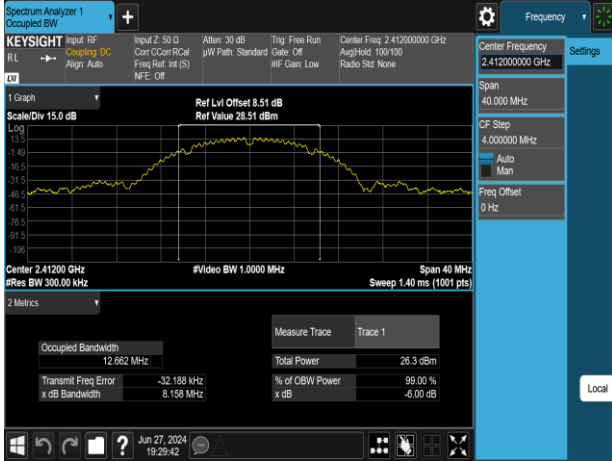 Spectrum Analyzer 1
Occupied BW
+
Frequency
KEYSIGHT
RL
LXI
Input: RF
Coupling: DC
Align: Auto
Input Z: 50 Ω
Corr CCorr RCal
Freq Ref: Int (S)
NFE: Off
Atten: 30 dB
µW Path: Standard
Trig: Free Run
Gate: Off
#IF Gain: Low
Center Freq: 2.412000000 GHz
Avg|Hold: 100/100
Radio Std: None
Center Frequency
2.412000000 GHz
Settings
Span
40.000 MHz
CF Step
4.000000 MHz
Auto
Man
Freq Offset
0 Hz
Local
1 Graph
Scale/Div 15.0 dB
Ref Lvl Offset 8.51 dB
Ref Value 28.51 dBm
Log
13.5
-1.49
-16.5
-31.5
-46.5
-61.5
-76.5
-91.5
-106
Center 2.41200 GHz
#Res BW 300.00 kHz
#Video BW 1.0000 MHz
Span 40 MHz
Sweep 1.40 ms (1001 pts)
2 Metrics
Measure Trace
Trace 1
Occupied Bandwidth
12.662 MHz
Total Power
26.3 dBm
Transmit Freq Error
-32.188 kHz
% of OBW Power
99.00 %
x dB Bandwidth
8.158 MHz
x dB
-6.00 dB
?
Jun 27, 2024
19:29:42